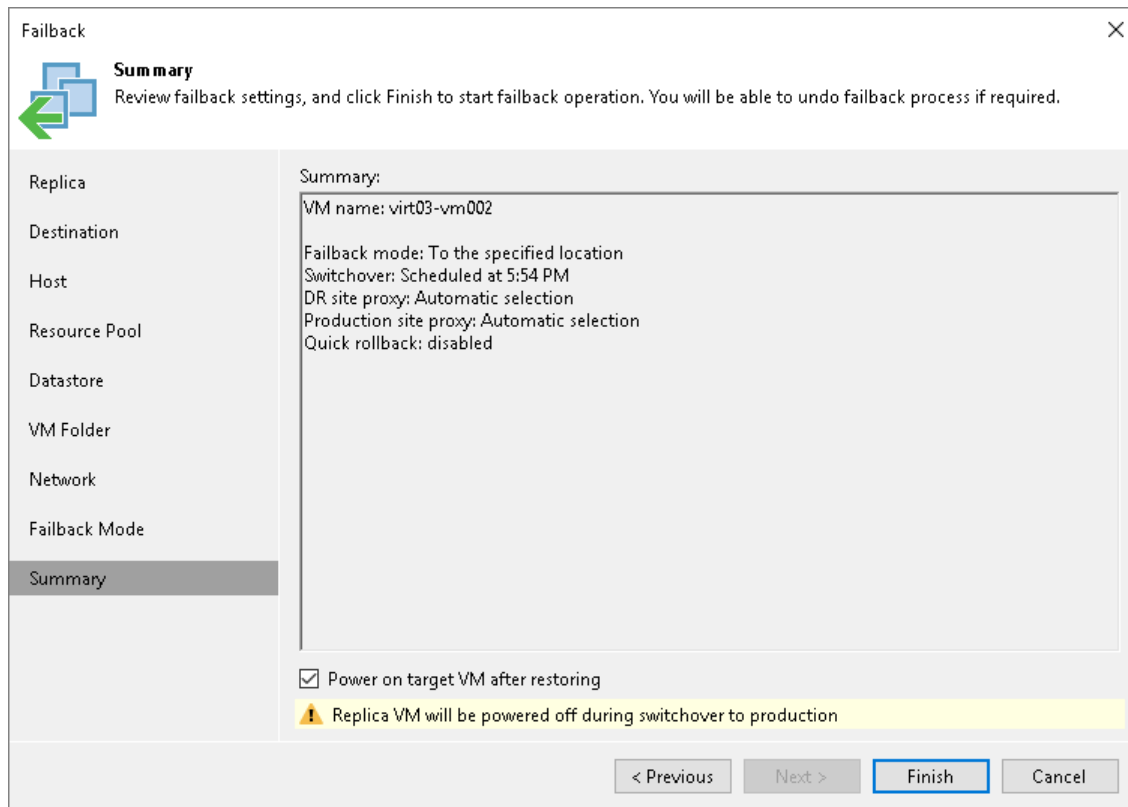 Failback
Summary
Review failback settings, and click Finish to start failback operation. You will be able to undo failback process if required.
Replica
Destination
Host
Resource Pool
Datastore
VM Folder
Network
Failback Mode
Summary
Summary:
VM name: virt03-vm002
Failback mode: To the specified location
Switchover: Scheduled at 5:54 PM
DR site proxy: Automatic selection
Production site proxy: Automatic selection
Quick rollback: disabled
Power on target VM after restoring
Replica VM will be powered off during switchover to production
< Previous
Next >
Finish
Cancel